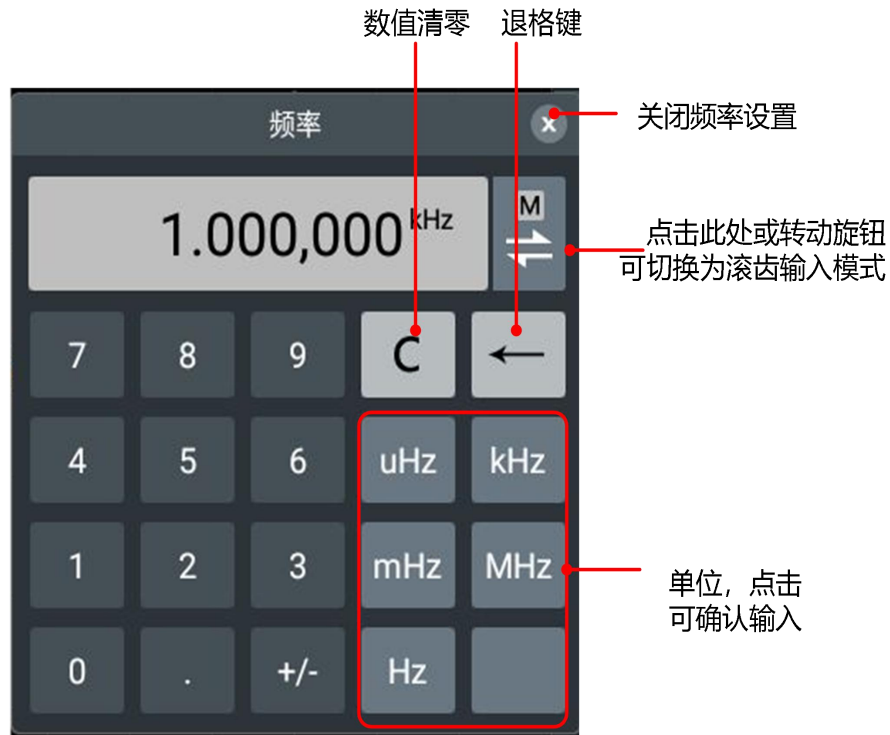 数值清零 退格键
频率 x
关闭频率设置
1.000,000 kHz M
点击此处或转动旋钮
可切换为滚齿输入模式
7 8 9 C ←
4 5 6 uHz kHz
1 2 3 mHz MHz
单位，点击
可确认输入
0 . +/- Hz